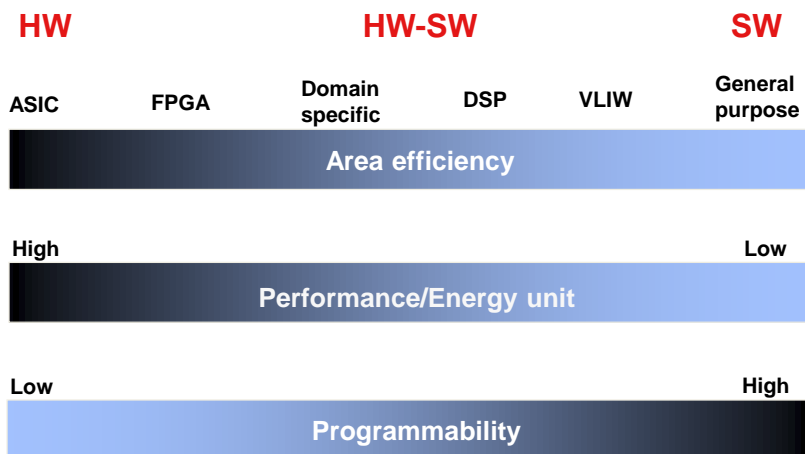 HW HW-SW SW
ASIC FPGA Domain specific DSP VLIW General purpose
Area efficiency
High Low
Performance/Energy unit
Low High
Programmability